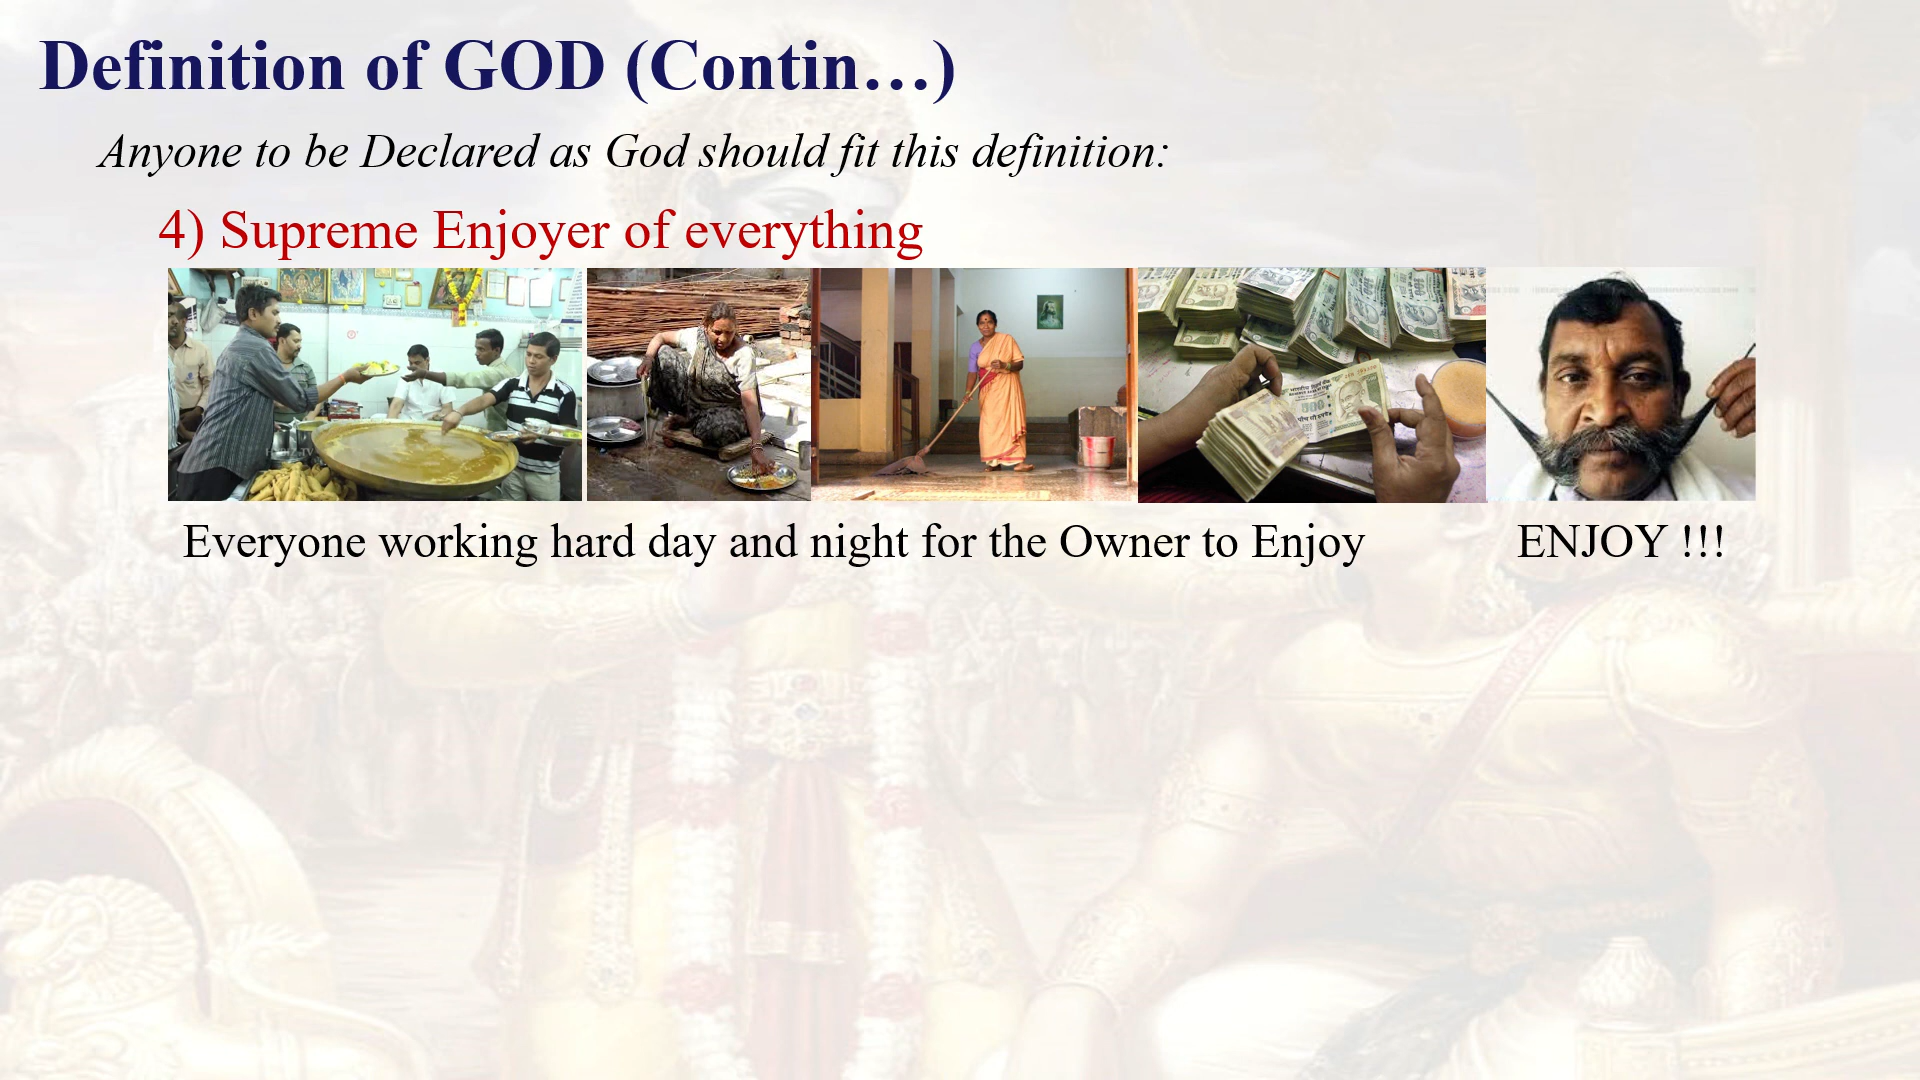 Definition of GOD (Contin…)
Anyone to be Declared as God should fit this definition:
4) Supreme Enjoyer of everything
500
Everyone working hard day and night for the Owner to Enjoy
ENJOY !!!